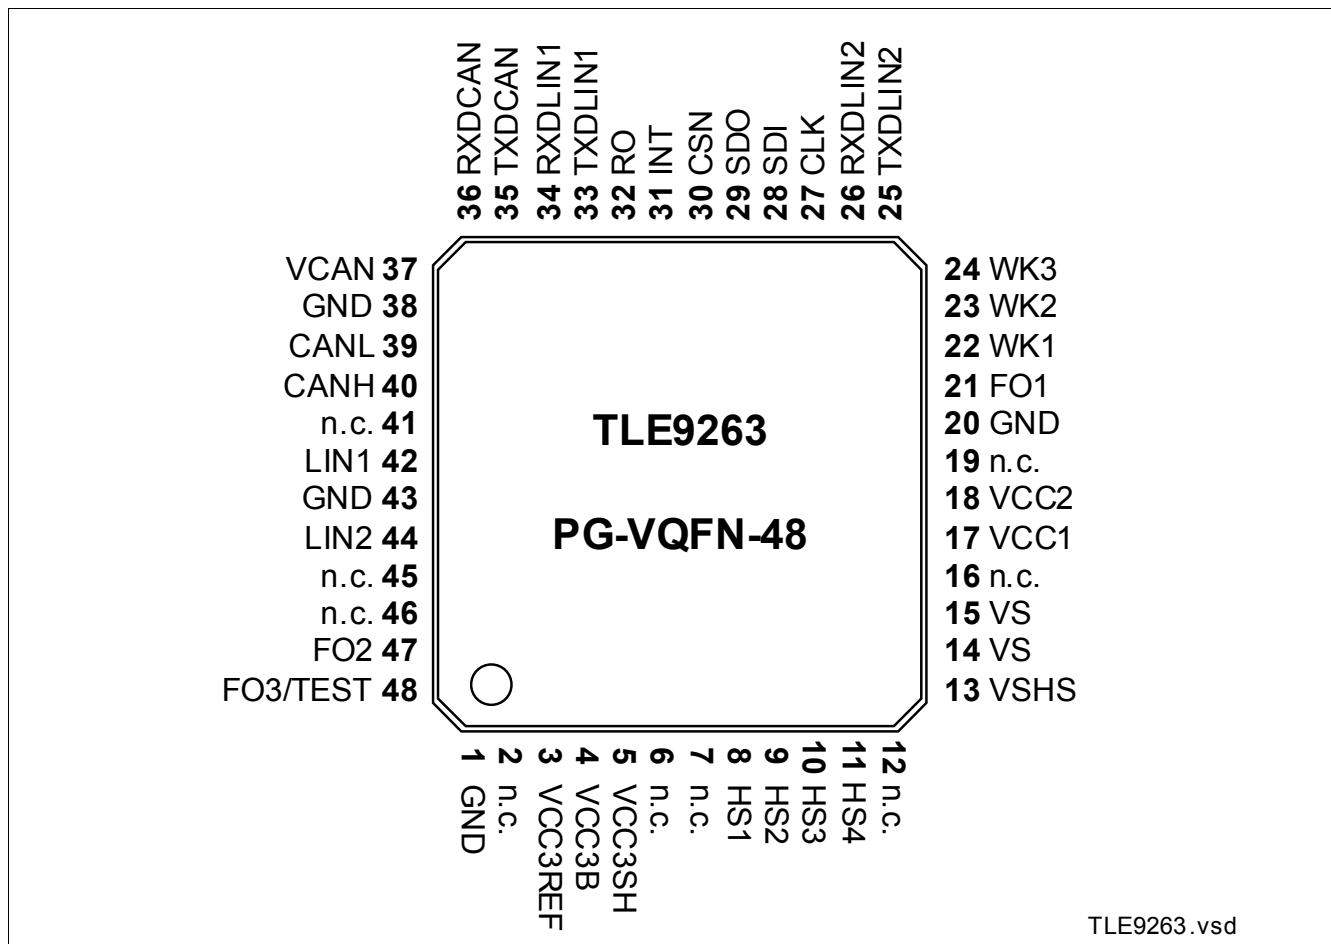 36 RXDCAN
35 TXDCAN
34 RXDLIN1
33 TXDLIN1
32 RO
31 INT
30 CSN
29 SDO
28 SDI
27 CLK
26 RXDLIN2
25 TXDLIN2
VCAN 37
GND 38
CANL 39
CANH 40
n.c. 41
LIN1 42
GND 43
LIN2 44
n.c. 45
n.c. 46
FO2 47
FO3/TEST 48
TLE9263
PG-VQFN-48
24 WK3
23 WK2
22 WK1
21 FO1
20 GND
19 n.c.
18 VCC2
17 VCC1
16 n.c.
15 VS
14 VS
13 VSHS
1 GND
2 n.c.
3 VCC3REF
4 VCC3B
5 VCC3SH
6 n.c.
7 n.c.
8 HS1
9 HS2
10 HS3
11 HS4
12 n.c.
TLE9263.vsd